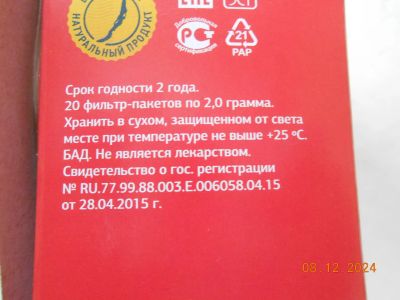 НАТУРАЛЬНЫЙ ПРОДУКТ
Добровольная
сертификация
21
PAP
Срок годности 2 года.
20 фильтр-пакетов по 2,0 грамма.
Хранить в сухом, защищенном от света
месте при температуре не выше +25 ºС.
БАД. Не является лекарством.
Свидетельство о гос. регистрации
№ RU.77.99.88.003.Е.006058.04.15
от 28.04.2015 г.
08.12.2024